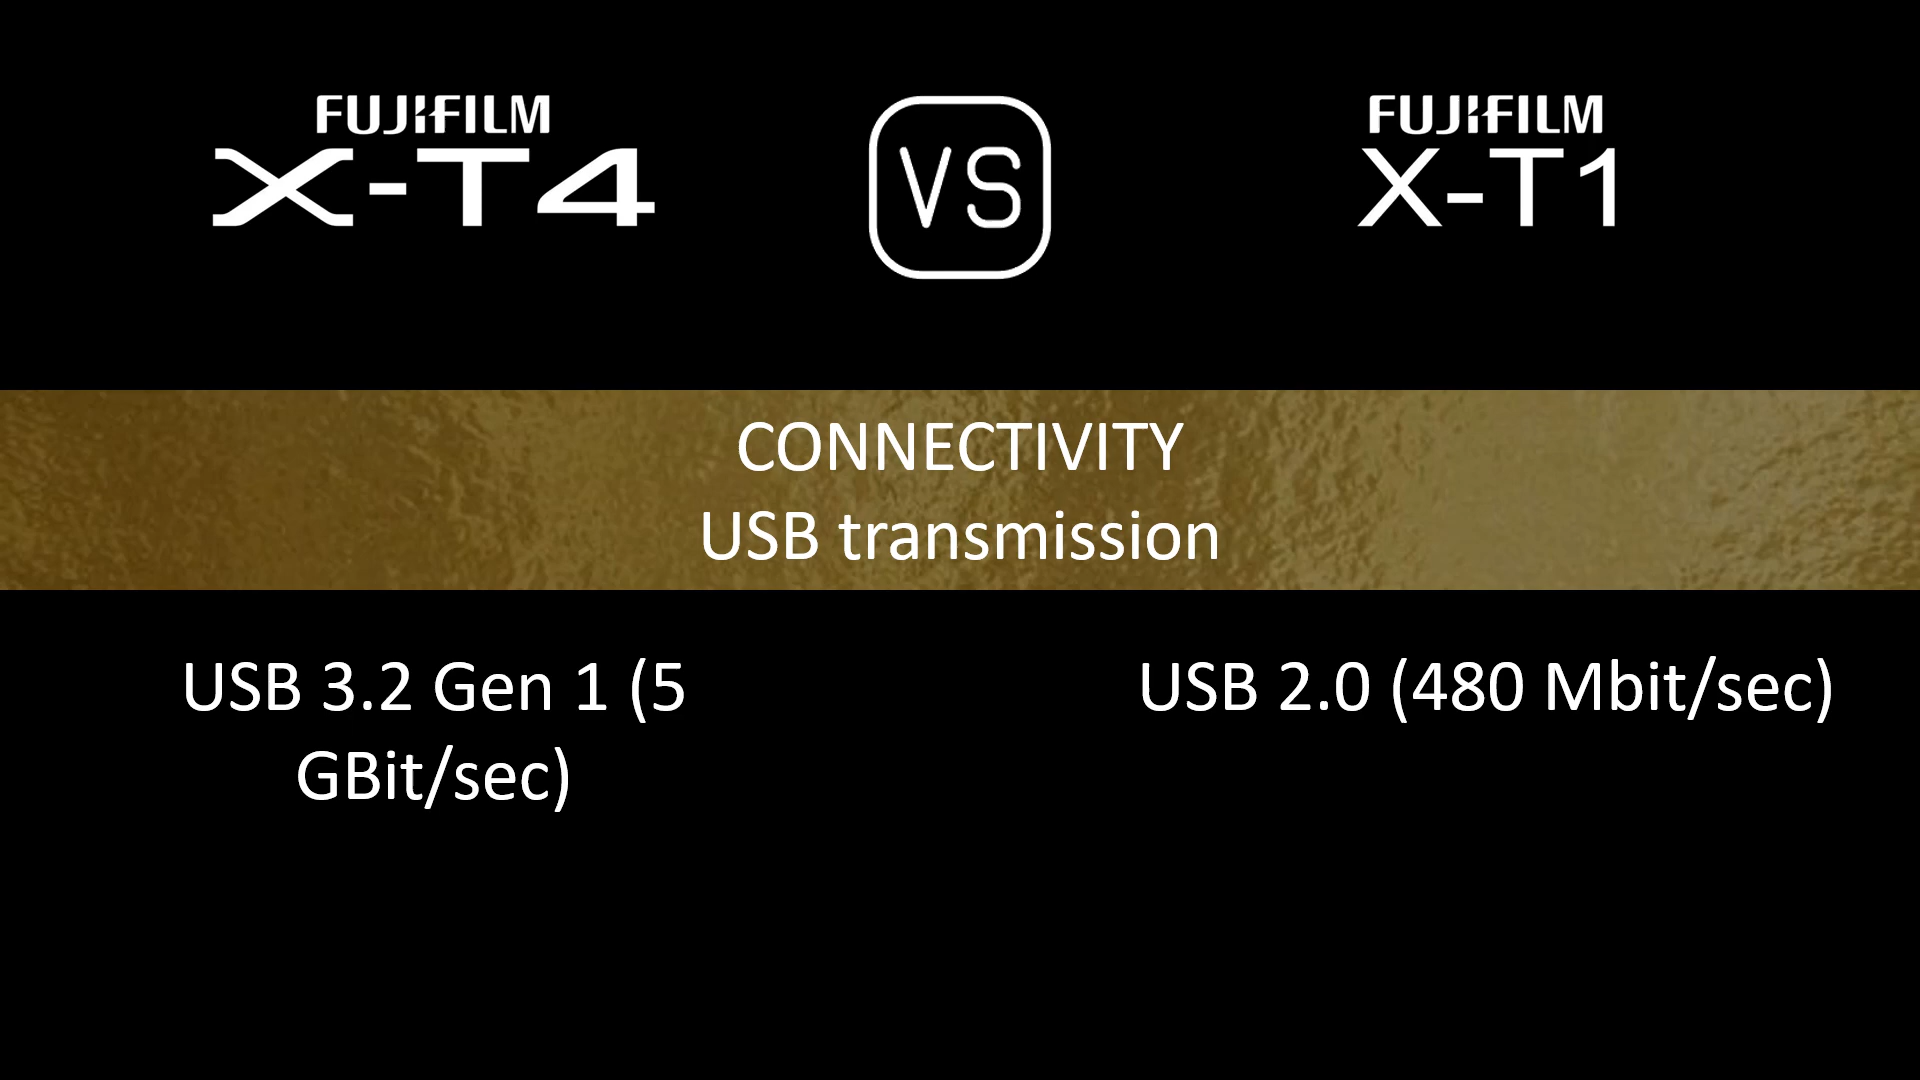 FUJIFILM
X-T4
VS
FUJIFILM
X-T1
CONNECTIVITY
USB transmission
USB 3.2 Gen 1 (5
GBit/sec)
USB 2.0 (480 Mbit/sec)